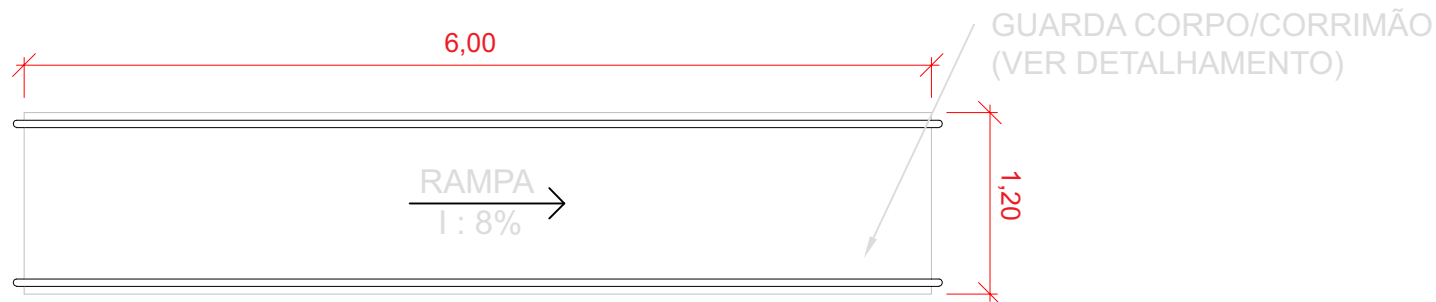 6,00
GUARDA CORPO/CORRIMÃO
(VER DETALHAMENTO)
RAMPA
I : 8%
1,20